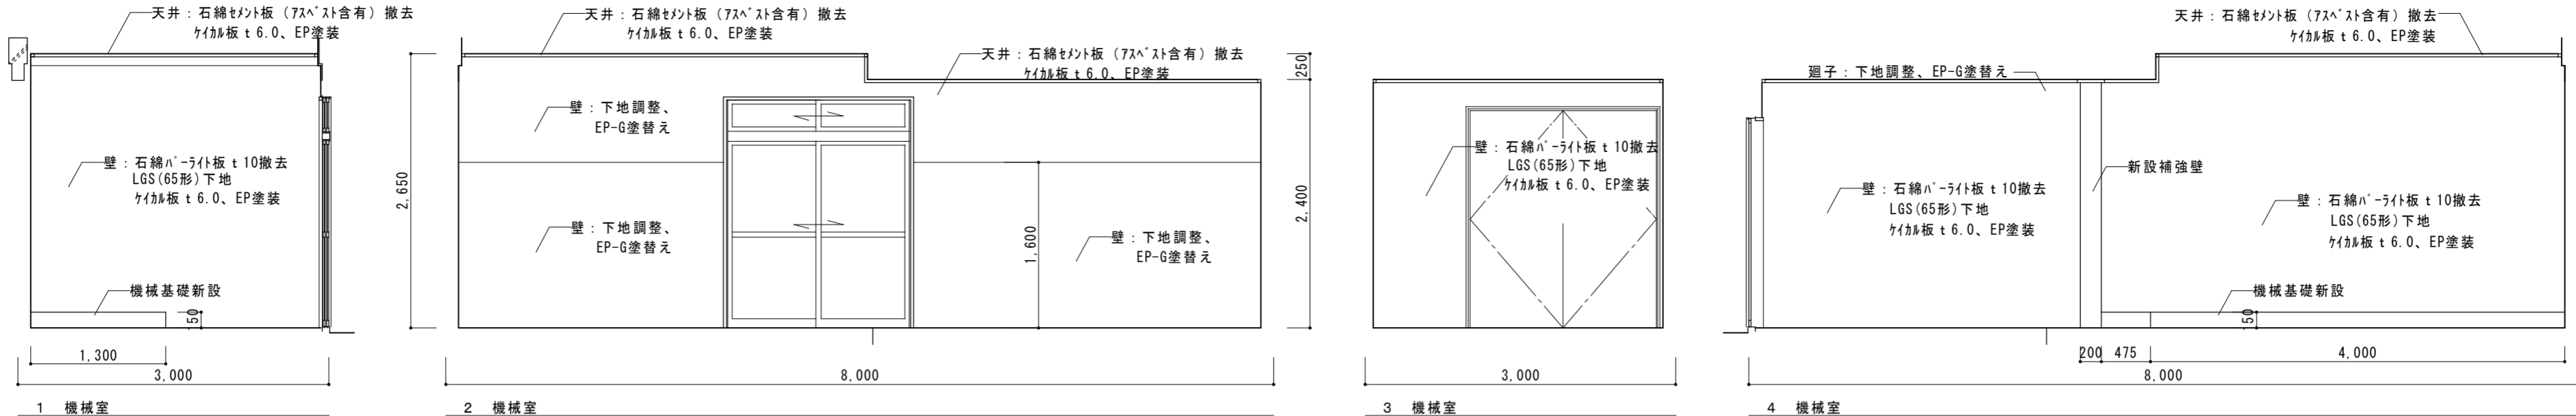 天井：石綿ｾﾒﾝﾄ板（ｱｽﾍﾞｽﾄ含有）撤去
ｹｲｶﾙ板ｔ6.0、EP塗装
壁：石綿ﾊﾟｰﾗｲﾄ板ｔ10撤去
LGS(65形)下地
ｹｲｶﾙ板ｔ6.0、EP塗装
機械基礎新設
1,300
3,000
1　機械室
天井：石綿ｾﾒﾝﾄ板（ｱｽﾍﾞｽﾄ含有）撤去
ｹｲｶﾙ板ｔ6.0、EP塗装
天井：石綿ｾﾒﾝﾄ板（ｱｽﾍﾞｽﾄ含有）撤去
ｹｲｶﾙ板ｔ6.0、EP塗装
2,650
壁：下地調整、
EP-G塗替え
壁：下地調整、
EP-G塗替え
1,600
壁：下地調整、
EP-G塗替え
250
2,400
8,000
2　機械室
壁：石綿ﾊﾟｰﾗｲﾄ板ｔ10撤去
LGS(65形)下地
ｹｲｶﾙ板ｔ6.0、EP塗装
3,000
3　機械室
天井：石綿ｾﾒﾝﾄ板（ｱｽﾍﾞｽﾄ含有）撤去
ｹｲｶﾙ板ｔ6.0、EP塗装
廻子：下地調整、EP-G塗替え
新設補強壁
壁：石綿ﾊﾟｰﾗｲﾄ板ｔ10撤去
LGS(65形)下地
ｹｲｶﾙ板ｔ6.0、EP塗装
壁：石綿ﾊﾟｰﾗｲﾄ板ｔ10撤去
LGS(65形)下地
ｹｲｶﾙ板ｔ6.0、EP塗装
機械基礎新設
200
475
4,000
8,000
4　機械室